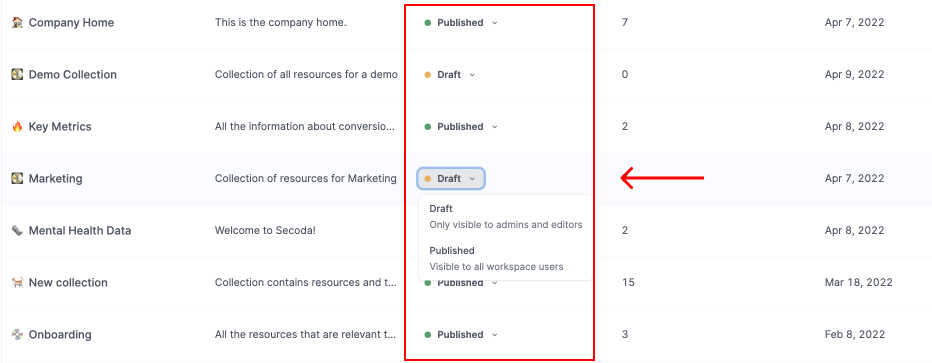 Company Home This is the company home. Published 7 Apr 7, 2022
Demo Collection Collection of all resources for a demo Draft 0 Apr 9, 2022
Key Metrics All the information about conversio... Published 2 Apr 8, 2022
Marketing Collection of resources for Marketing Draft Apr 7, 2022
Draft
Only visible to admins and editors
Mental Health Data Welcome to Secoda! 2 Apr 8, 2022
Published
Visible to all workspace users
New collection Collection contains resources and t... Published 15 Mar 18, 2022
Onboarding All the resources that are relevant t... Published 3 Feb 8, 2022